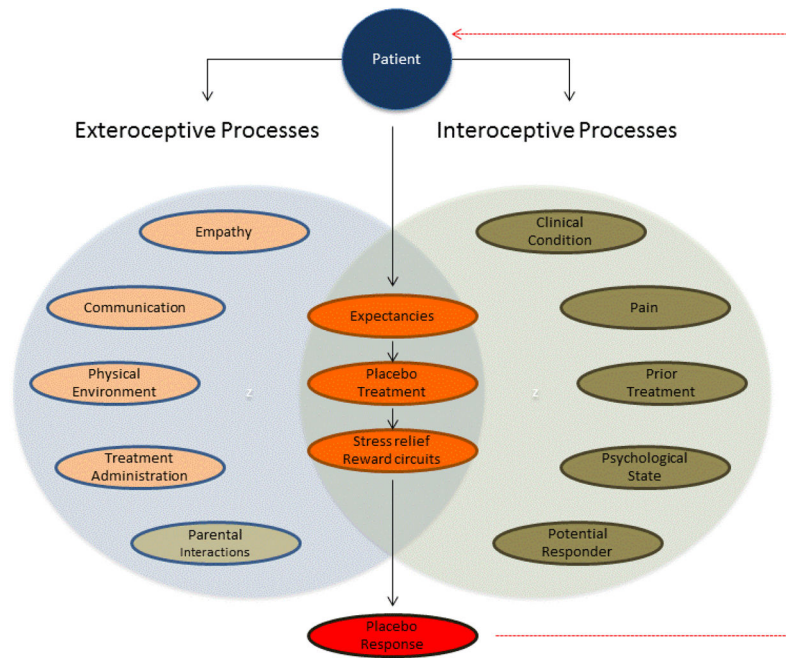 Patient
Exteroceptive Processes
Interoceptive Processes
Empathy
Communication
Physical
Environment
Treatment
Administration
Parental
Interactions
z
Expectancies
Placebo
Treatment
Stress relief
Reward circuits
z
Clinical
Condition
Pain
Prior
Treatment
Psychological
State
Potential
Responder
Placebo
Response